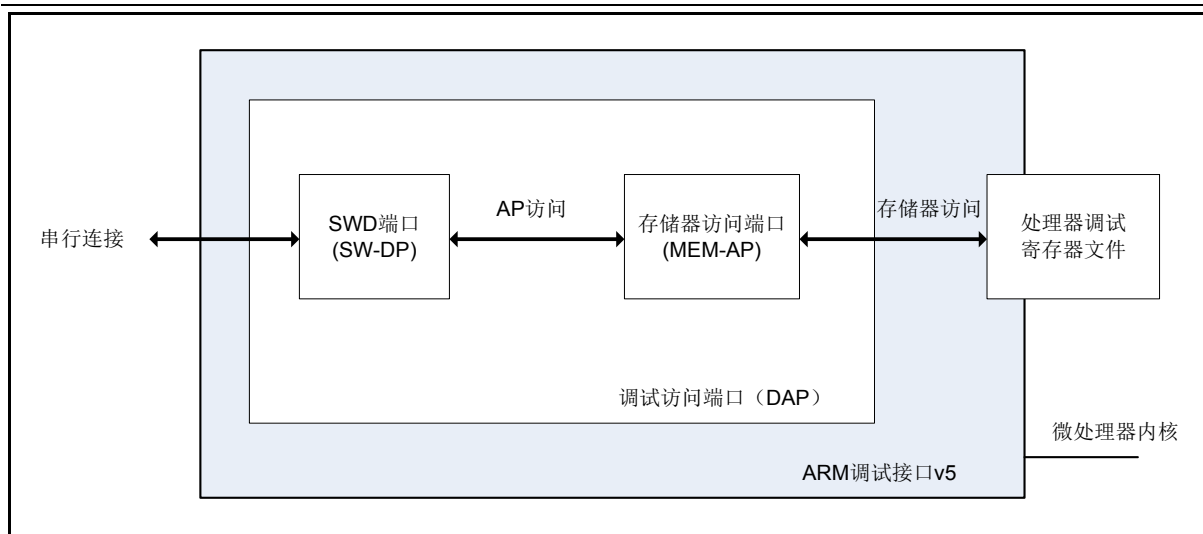 串行连接
SWD端口
(SW-DP)
AP访问
存储器访问端口
(MEM-AP)
存储器访问
处理器调试
寄存器文件
调试访问端口（DAP）
微处理器内核
ARM调试接口v5